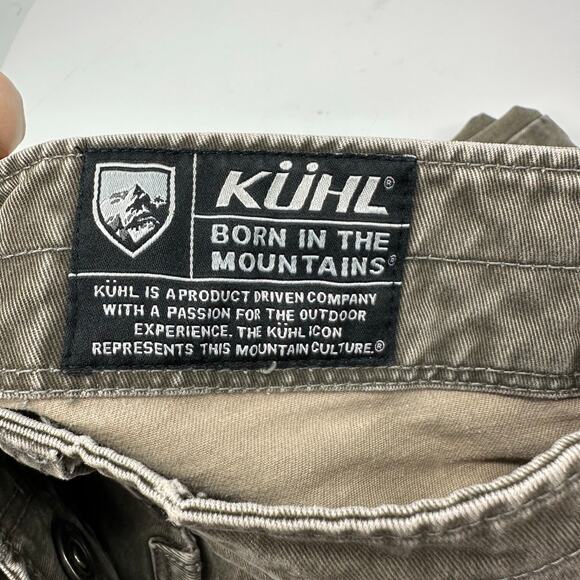 KÜHL®
BORN IN THE
MOUNTAINS®
KÜHL IS A PRODUCT DRIVEN COMPANY
WITH A PASSION FOR THE OUTDOOR
EXPERIENCE. THE KÜHL ICON
REPRESENTS THIS MOUNTAIN CULTURE.®